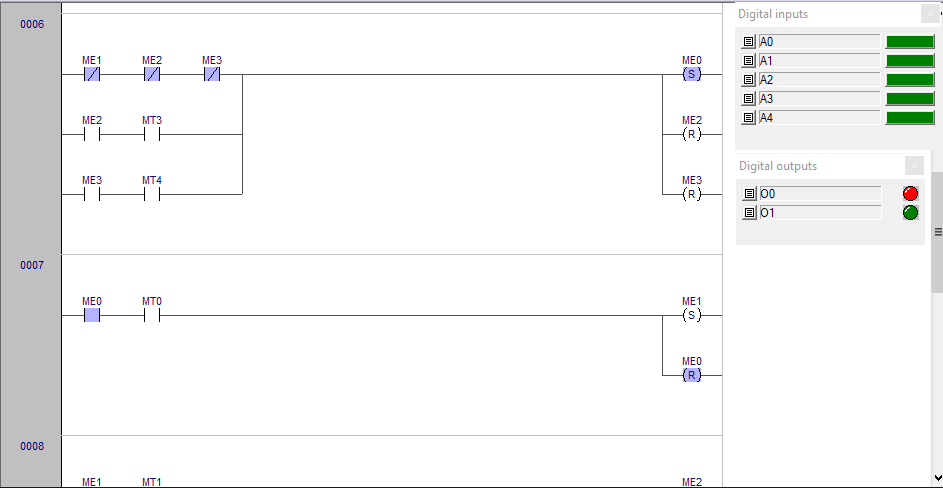 0006
ME1 ME2 ME3 ME0
S
ME2 MT3 ME2
R
ME3 MT4 ME3
R
0007
ME0 MT0 ME1
S
ME0
R
0008
ME1 MT1 ME2
Digital inputs x
A0
A1
A2
A3
A4
Digital outputs x
O0
O1